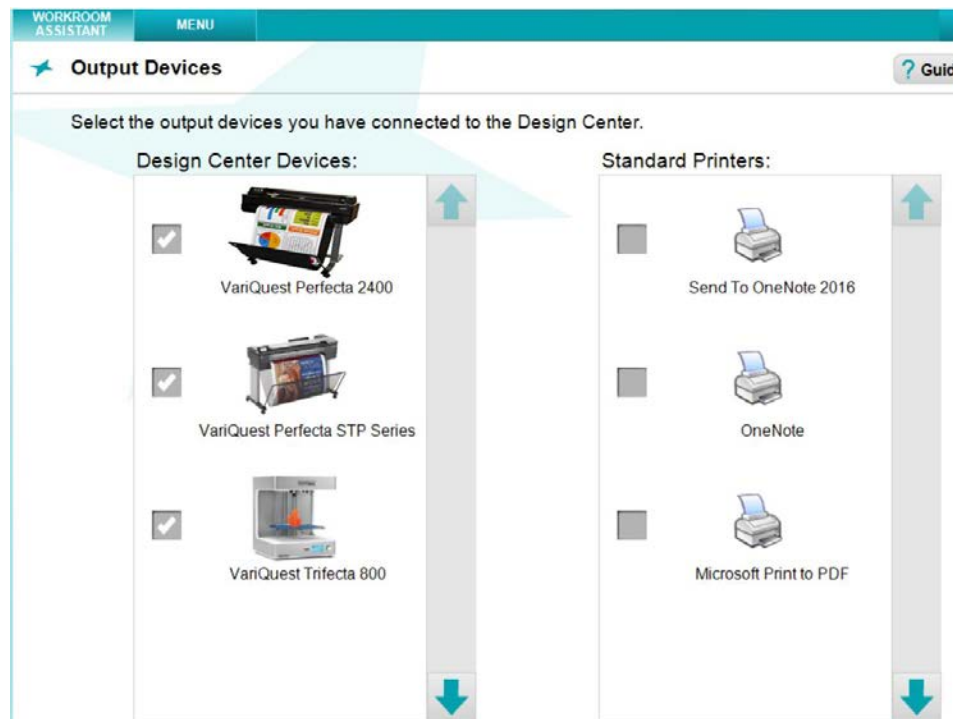 WORKROOM
ASSISTANT
MENU
Output Devices
? Guid
Select the output devices you have connected to the Design Center.
Design Center Devices:
Standard Printers:
VariQuest Perfecta 2400
Send To OneNote 2016
VariQuest Perfecta STP Series
OneNote
VariQuest Trifecta 800
Microsoft Print to PDF